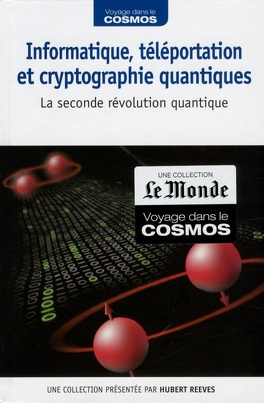 Voyage dans le
COSMOS
Informatique, téléportation
et cryptographie quantiques
La seconde révolution quantique
UNE COLLECTION
Le Monde
Voyage dans le
COSMOS
UNE COLLECTION PRÉSENTÉE PAR HUBERT REEVES